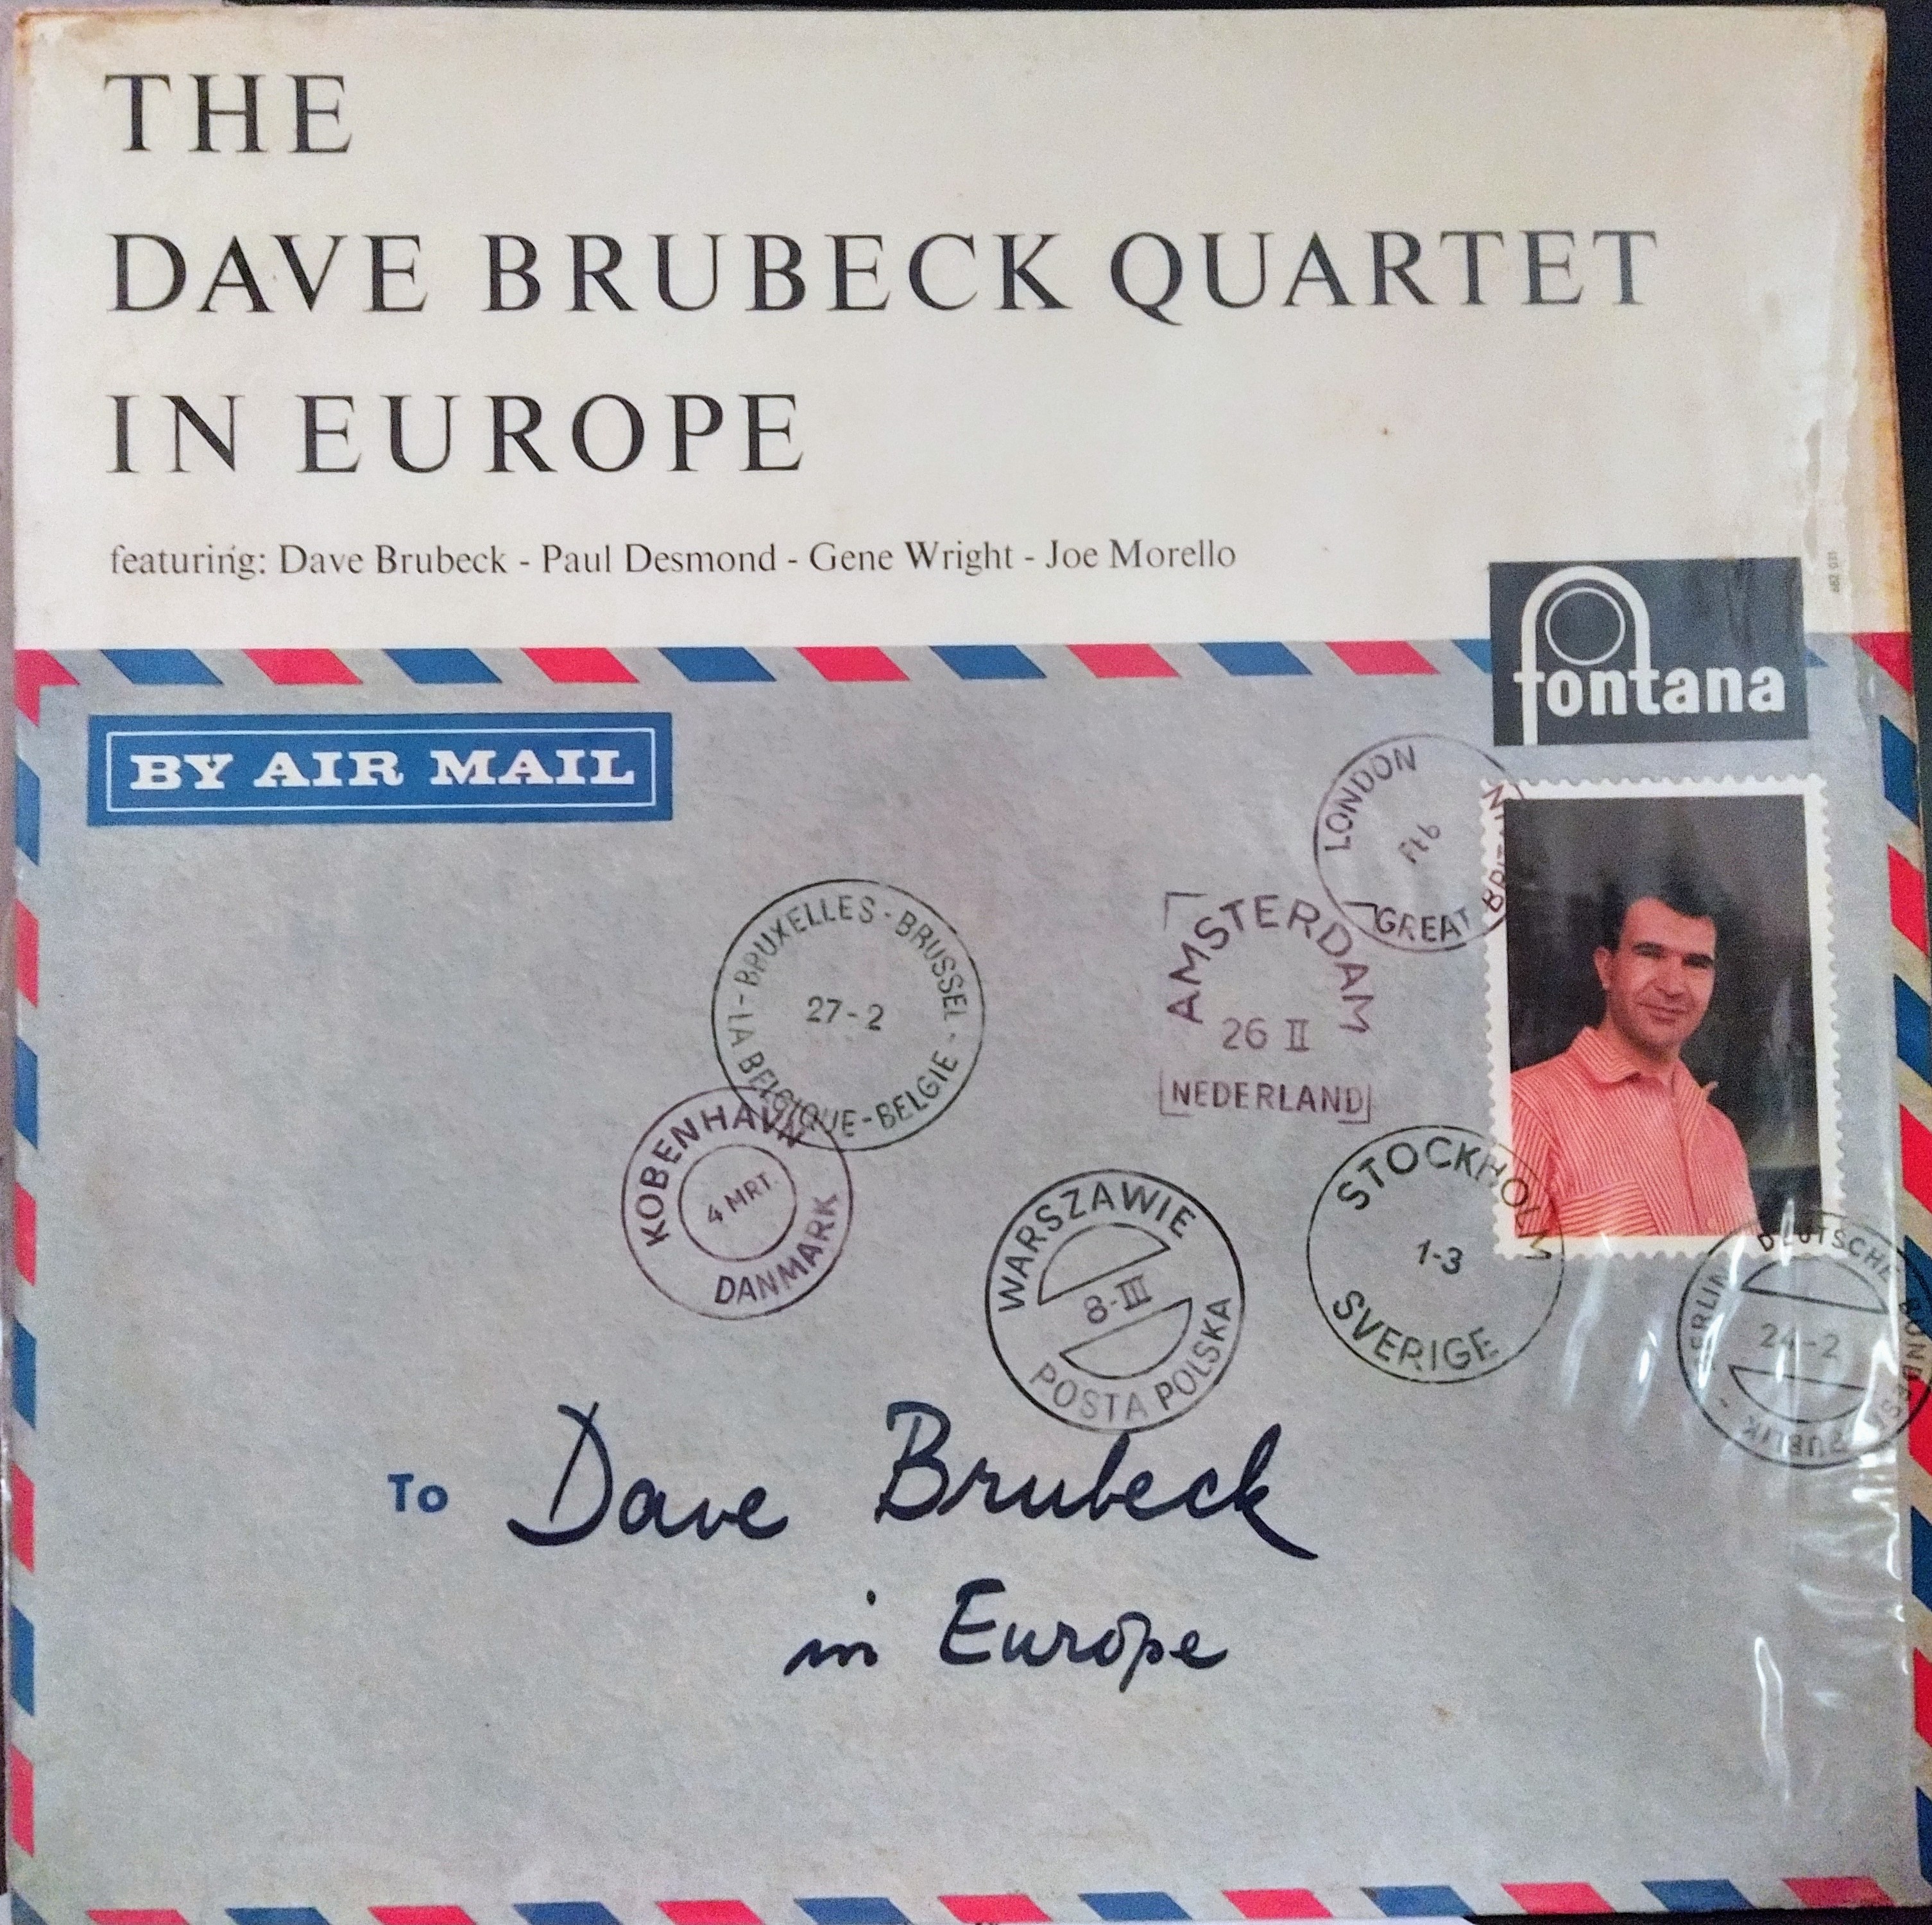 THE
DAVE BRUBECK QUARTET
IN EUROPE
featuring: Dave Brubeck - Paul Desmond - Gene Wright - Joe Morello
fontana
BY AIR MAIL
LONDON
GREAT
BRUXELLES - BRUSSEL
27-2
BELGIQUE-BELGIE
AMSTERDAM
26 II
NEDERLAND
KOBENHAVN
4 MRT.
DANMARK
WARSZAWIE
8-III
POSTA POLSKA
STOCKHOLM
1-3
SVERIGE
DEUTSCHE
24-2
To Dave Brubeck
in Europe